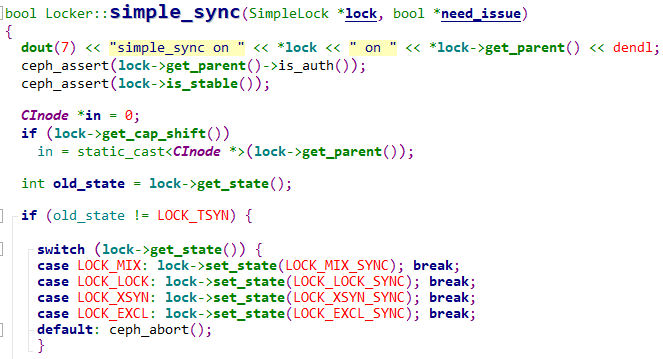 bool Locker::simple_sync(SimpleLock *lock, bool *need_issue)
{
  dout(7) << "simple_sync on " << *lock << " on " << *lock->get_parent() << dendl;
  ceph_assert(lock->get_parent()->is_auth());
  ceph_assert(lock->is_stable());

  CInode *in = 0;
  if (lock->get_cap_shift())
    in = static_cast<CInode *>(lock->get_parent());

  int old_state = lock->get_state();

  if (old_state != LOCK_TSYN) {

    switch (lock->get_state()) {
    case LOCK_MIX: lock->set_state(LOCK_MIX_SYNC); break;
    case LOCK_LOCK: lock->set_state(LOCK_LOCK_SYNC); break;
    case LOCK_XSYN: lock->set_state(LOCK_XSYN_SYNC); break;
    case LOCK_EXCL: lock->set_state(LOCK_EXCL_SYNC); break;
    default: ceph_abort();
    }